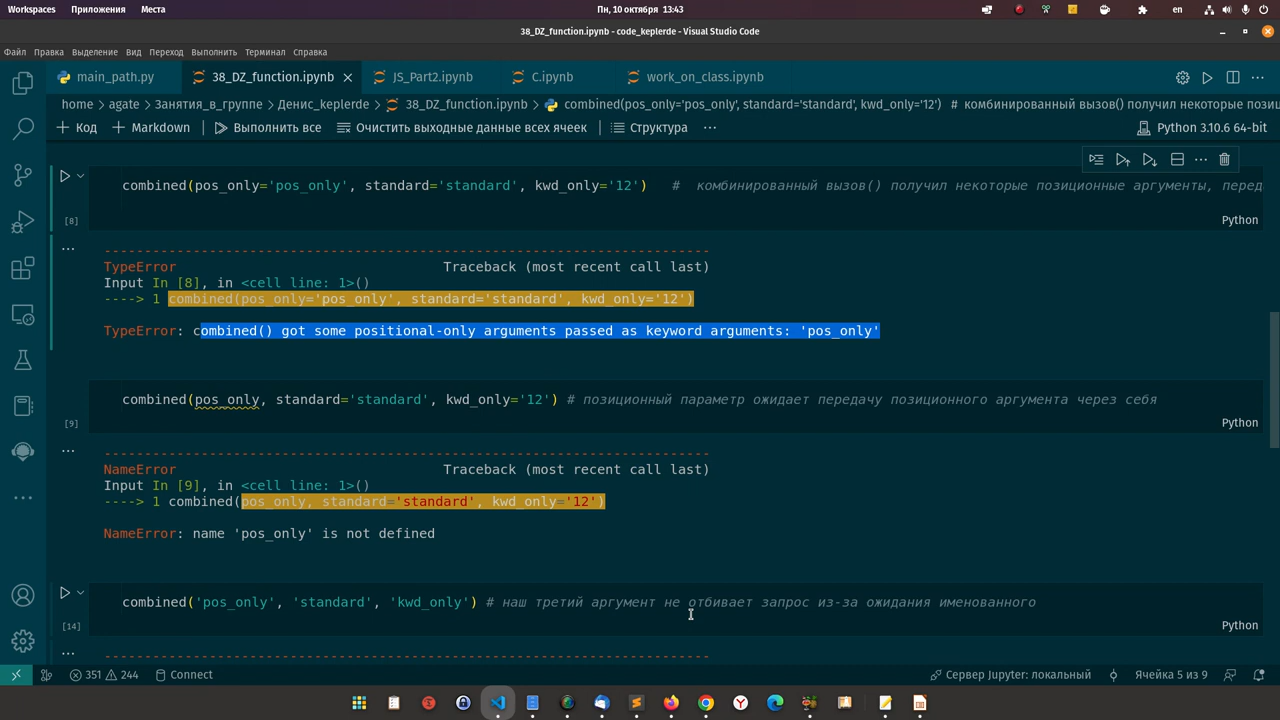 Workspaces Приложения Места Пн, 10 октября 13:43 en
38_DZ_function.ipynb - code_keplerde - Visual Studio Code
Файл Правка Выделение Вид Переход Выполнить Терминал Справка
main_path.py 38_DZ_function.ipynb JS_Part2.ipynb C.ipynb work_on_class.ipynb
home > agate > Занятия_в_группе > Денис_keplerde > 38_DZ_function.ipynb > combined(pos_only='pos_only', standard='standard', kwd_only='12') # комбинированный вызов() получил некоторые пози
+ Код + Markdown Выполнить все Очистить выходные данные всех ячеек Структура ... Python 3.10.6 64-bit
combined(pos_only='pos_only', standard='standard', kwd_only='12') # комбинированный вызов() получил некоторые позиционные аргументы, перед
[8] Python
--------------------------------------------------------------------------- 
TypeError Traceback (most recent call last)
Input In [8], in <cell line: 1>()
----> 1 combined(pos_only='pos_only', standard='standard', kwd_only='12')
TypeError: combined() got some positional-only arguments passed as keyword arguments: 'pos_only'
combined(pos_only, standard='standard', kwd_only='12') # позиционный параметр ожидает передачу позиционного аргумента через себя
[9] Python
---------------------------------------------------------------------------
NameError Traceback (most recent call last)
Input In [9], in <cell line: 1>()
----> 1 combined(pos_only, standard='standard', kwd_only='12')
NameError: name 'pos_only' is not defined
combined('pos_only', 'standard', 'kwd_only') # наш третий аргумент не отбивает запрос из-за ожидания именованного
[14] Python
---------------------------------------------------------------------------
351 244 Connect Сервер Jupyter: локальный Ячейка 5 из 9